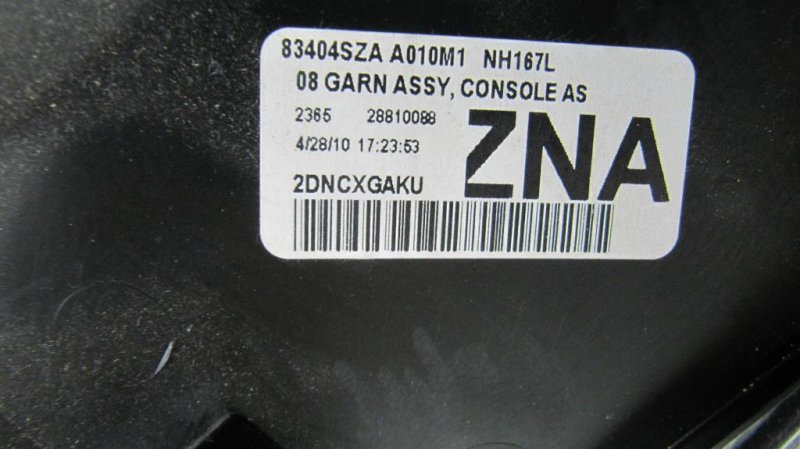 83404SZA A010M1 NH167L
08 GARN ASSY, CONSOLE AS
2365 28810088
4/28/10 17:23:53
ZNA
2DNCXGAKU